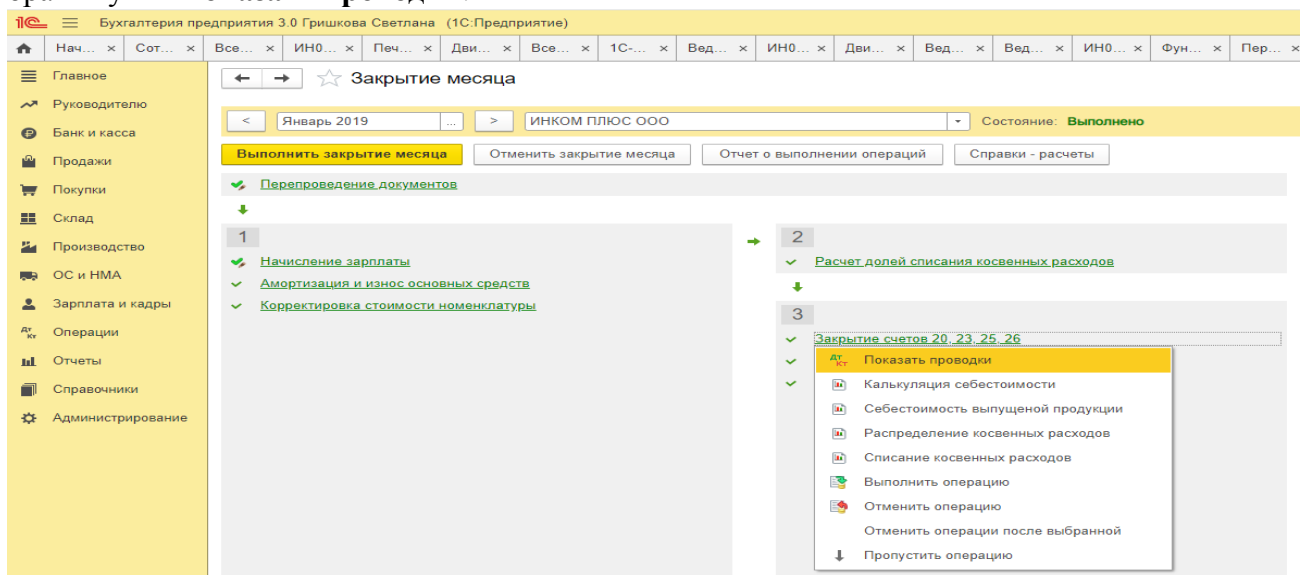 1С Бухгалтерия предприятия 3.0 Гришкова Светлана (1С:Предприятие)
Нач... × Сот... × Все... × ИН0... × Печ... × Дви... × Все... × 1С-... × Вед... × ИН0... × Дви... × Вед... × Вед... × ИН0... × Фун... × Пер... ×
Главное
Руководителю
Банк и касса
Продажи
Покупки
Склад
Производство
ОС и НМА
Зарплата и кадры
Операции
Отчеты
Справочники
Администрирование
Закрытие месяца
< Январь 2019 ... > ИНКОМ ПЛЮС ООО Состояние: Выполнено
Выполнить закрытие месяца Отменить закрытие месяца Отчет о выполнении операций Справки - расчеты
Перепроведение документов
1
Начисление зарплаты
Амортизация и износ основных средств
Корректировка стоимости номенклатуры
2
Расчет долей списания косвенных расходов
3
Закрытие счетов 20, 23, 25, 26
Дт Кт Показать проводки
Калькуляция себестоимости
Себестоимость выпущеной продукции
Распределение косвенных расходов
Списание косвенных расходов
Выполнить операцию
Отменить операцию
Отменить операции после выбранной
Пропустить операцию